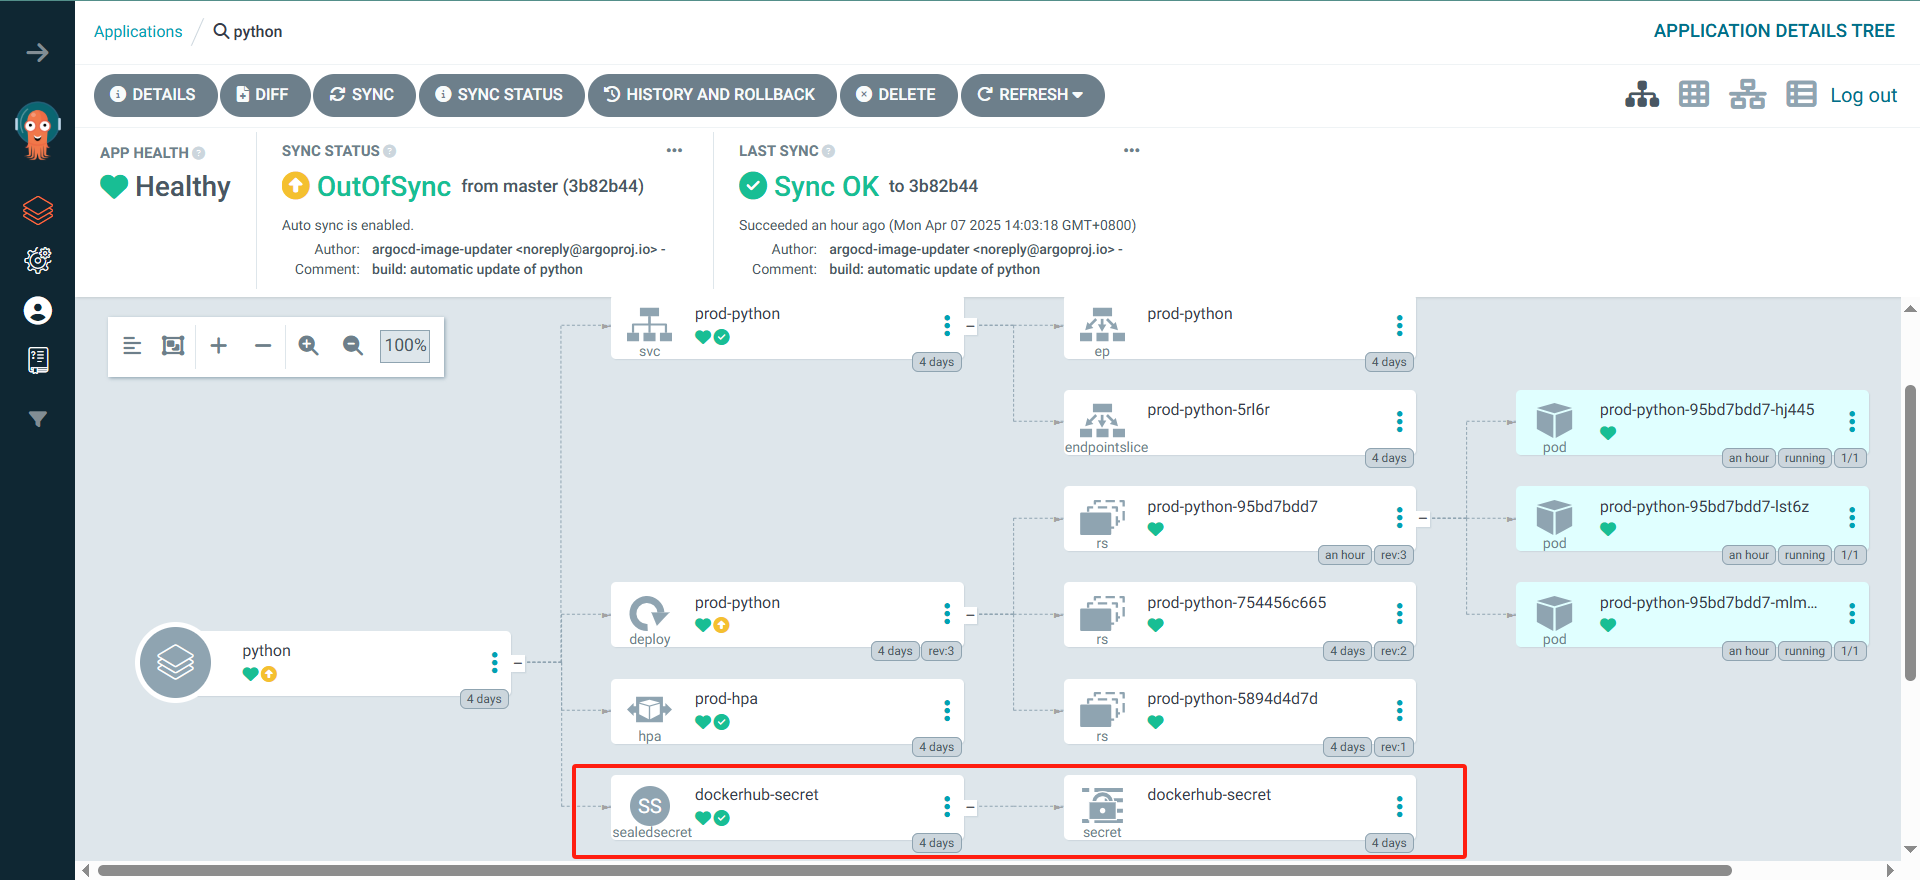 Applications
python
APPLICATION DETAILS TREE
DETAILS
DIFF
SYNC
SYNC STATUS
HISTORY AND ROLLBACK
DELETE
REFRESH
Log out
APP HEALTH
Healthy
SYNC STATUS
OutOfSync from master (3b82b44)
Auto sync is enabled.
Author: argocd-image-updater <noreply@argoproj.io> -
Comment: build: automatic update of python
LAST SYNC
Sync OK to 3b82b44
Succeeded an hour ago (Mon Apr 07 2025 14:03:18 GMT+0800)
Author: argocd-image-updater <noreply@argoproj.io> -
Comment: build: automatic update of python
100%
python
4 days
prod-python
svc
4 days
prod-python
ep
4 days
prod-python-5rl6r
endpointslice
4 days
prod-python
deploy
4 days rev:3
prod-python-95bd7bdd7
rs
an hour rev:3
prod-python-95bd7bdd7-hj445
pod
an hour running 1/1
prod-python-95bd7bdd7-lst6z
pod
an hour running 1/1
prod-python-95bd7bdd7-mlm...
pod
an hour running 1/1
prod-python-754456c665
rs
4 days rev:2
prod-python-5894d4d7d
rs
4 days rev:1
prod-hpa
hpa
4 days
SS
dockerhub-secret
sealedsecret
4 days
dockerhub-secret
secret
4 days